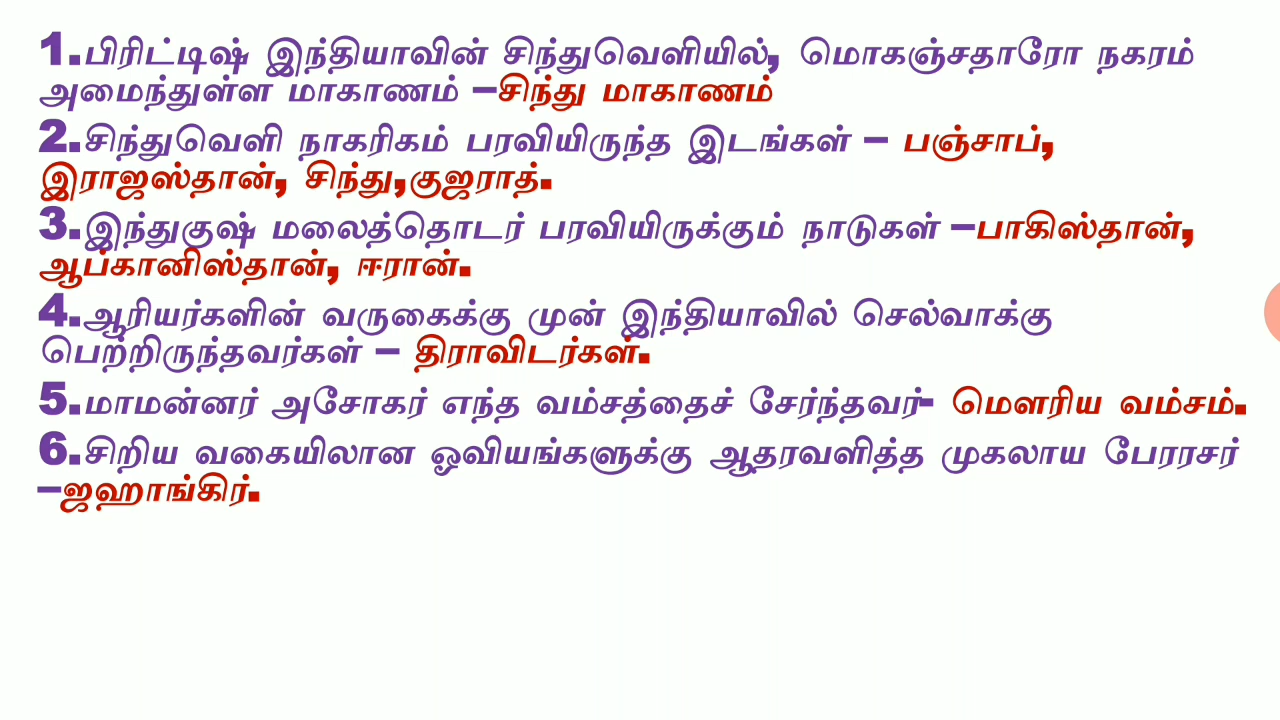 1.பிரிட்டிஷ் இந்தியாவின் சிந்துவெளியில், மொகஞ்சதாரோ நகரம்
அமைந்துள்ள மாகாணம் –சிந்து மாகாணம்
2.சிந்துவெளி நாகரிகம் பரவியிருந்த இடங்கள் – பஞ்சாப்,
இராஜஸ்தான், சிந்து,குஜராத்.
3.இந்துகுஷ் மலைத்தொடர் பரவியிருக்கும் நாடுகள் –பாகிஸ்தான்,
ஆப்கானிஸ்தான், ஈரான்.
4.ஆரியர்களின் வருகைக்கு முன் இந்தியாவில் செல்வாக்கு
பெற்றிருந்தவர்கள் – திராவிடர்கள்.
5.மாமன்னர் அசோகர் எந்த வம்சத்தைச் சேர்ந்தவர்- மௌரிய வம்சம்.
6.சிறிய வகையிலான ஓவியங்களுக்கு ஆதரவளித்த முகலாய பேரரசர்
–ஜஹாங்கிர்.